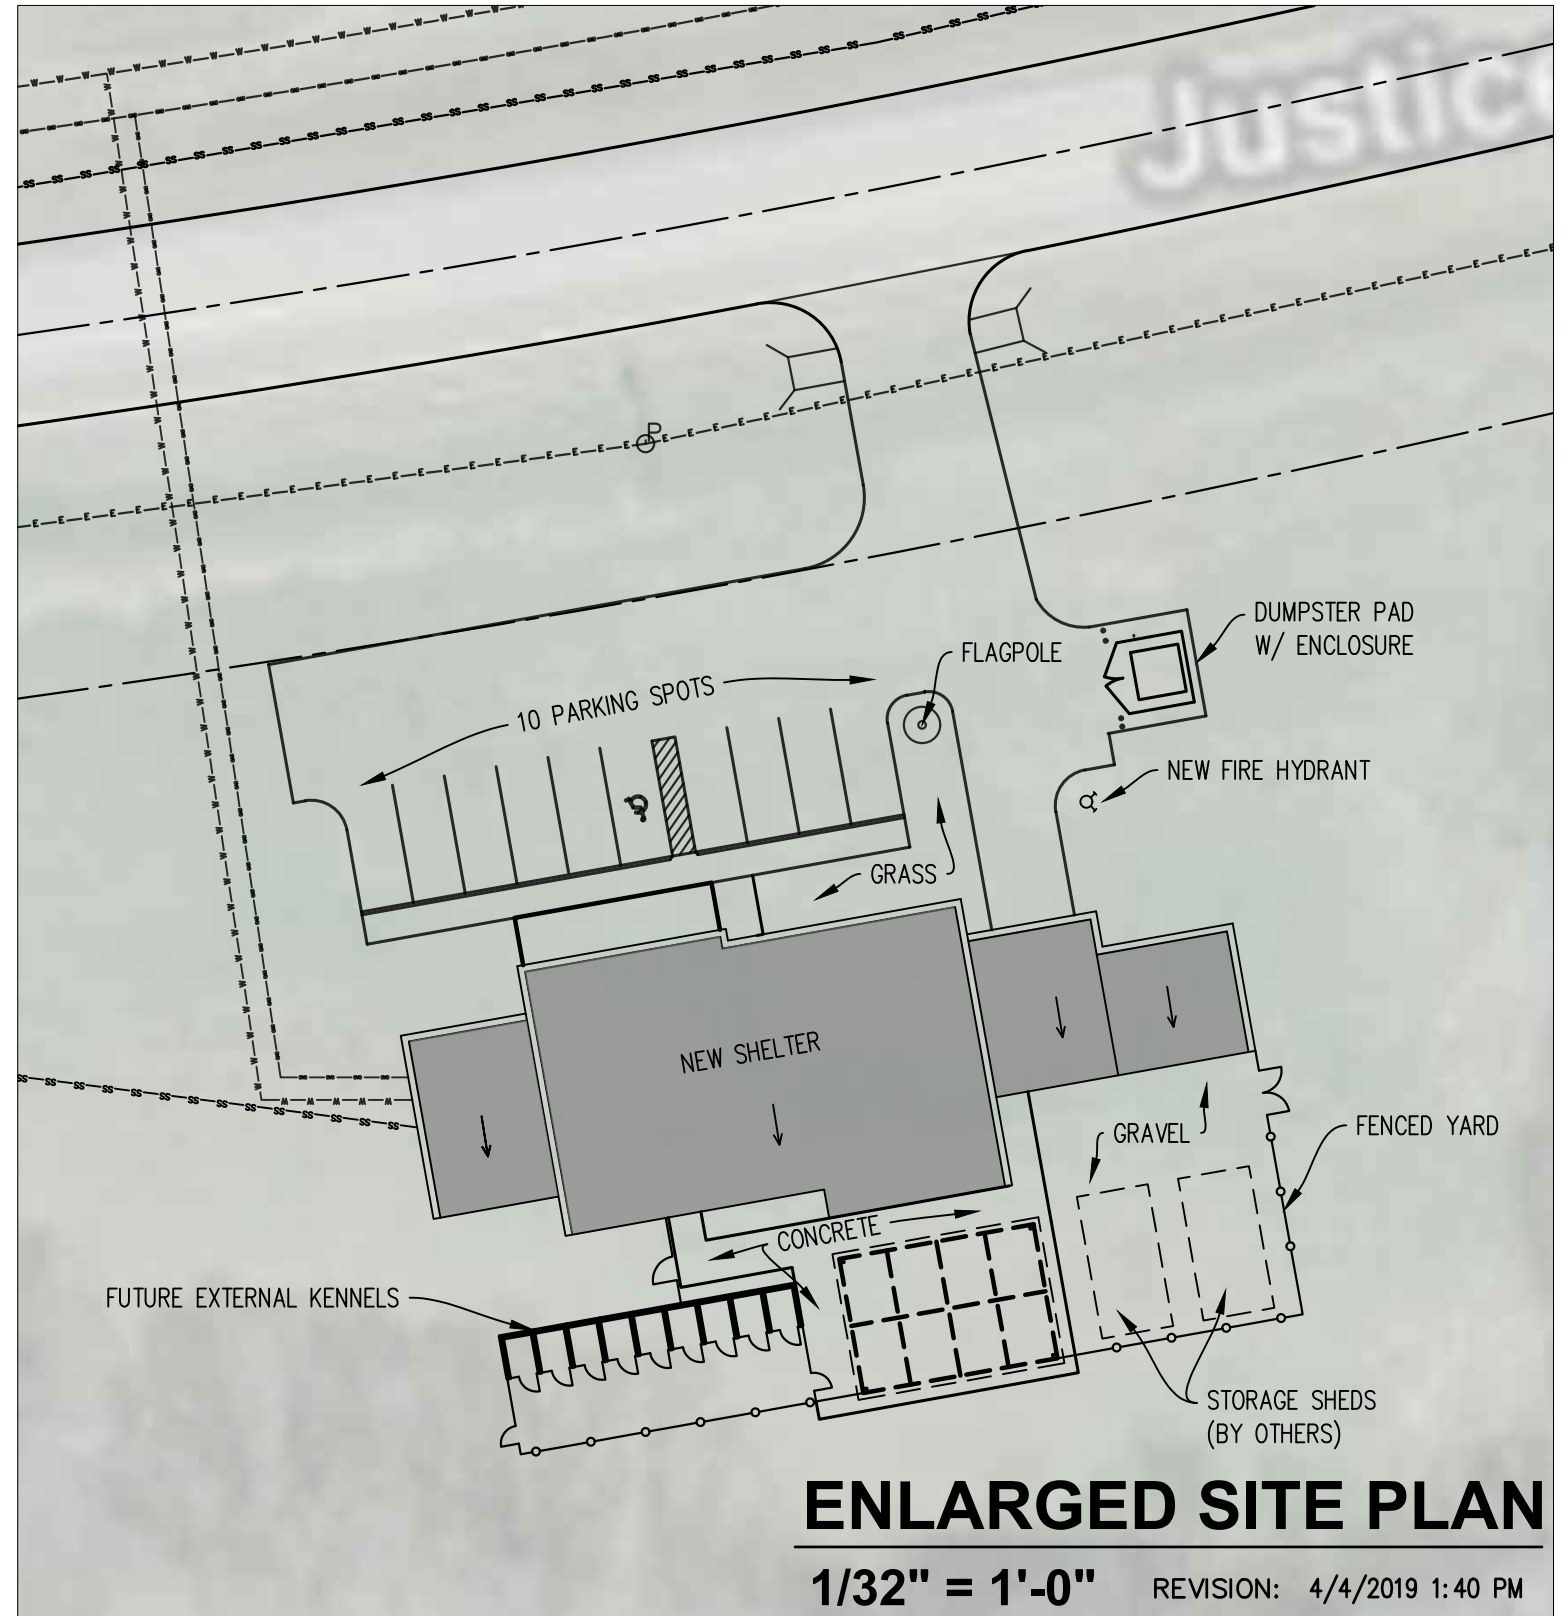 Justice
P
10 PARKING SPOTS
FLAGPOLE
DUMPSTER PAD
W/ ENCLOSURE
NEW FIRE HYDRANT
GRASS
NEW SHELTER
GRAVEL
FENCED YARD
CONCRETE
FUTURE EXTERNAL KENNELS
STORAGE SHEDS
(BY OTHERS)
ENLARGED SITE PLAN
1/32" = 1'-0" REVISION: 4/4/2019 1:40 PM